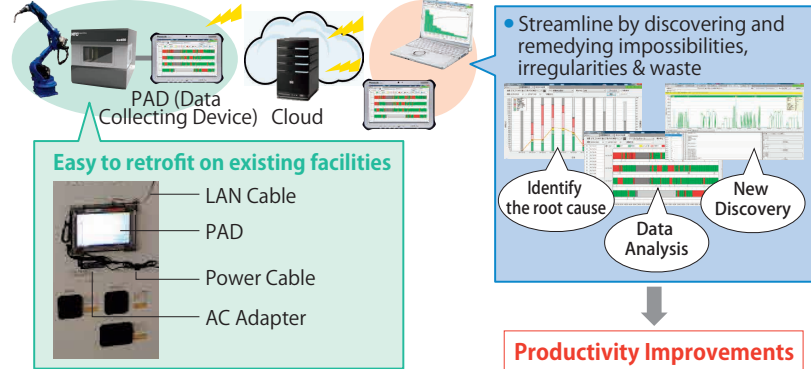 PAD (Data
Collecting Device)
Cloud
• Streamline by discovering and
remedying impossibilities,
irregularities & waste
Easy to retrofit on existing facilities
LAN Cable
PAD
Power Cable
AC Adapter
Identify
the root cause
Data
Analysis
New
Discovery
Productivity Improvements